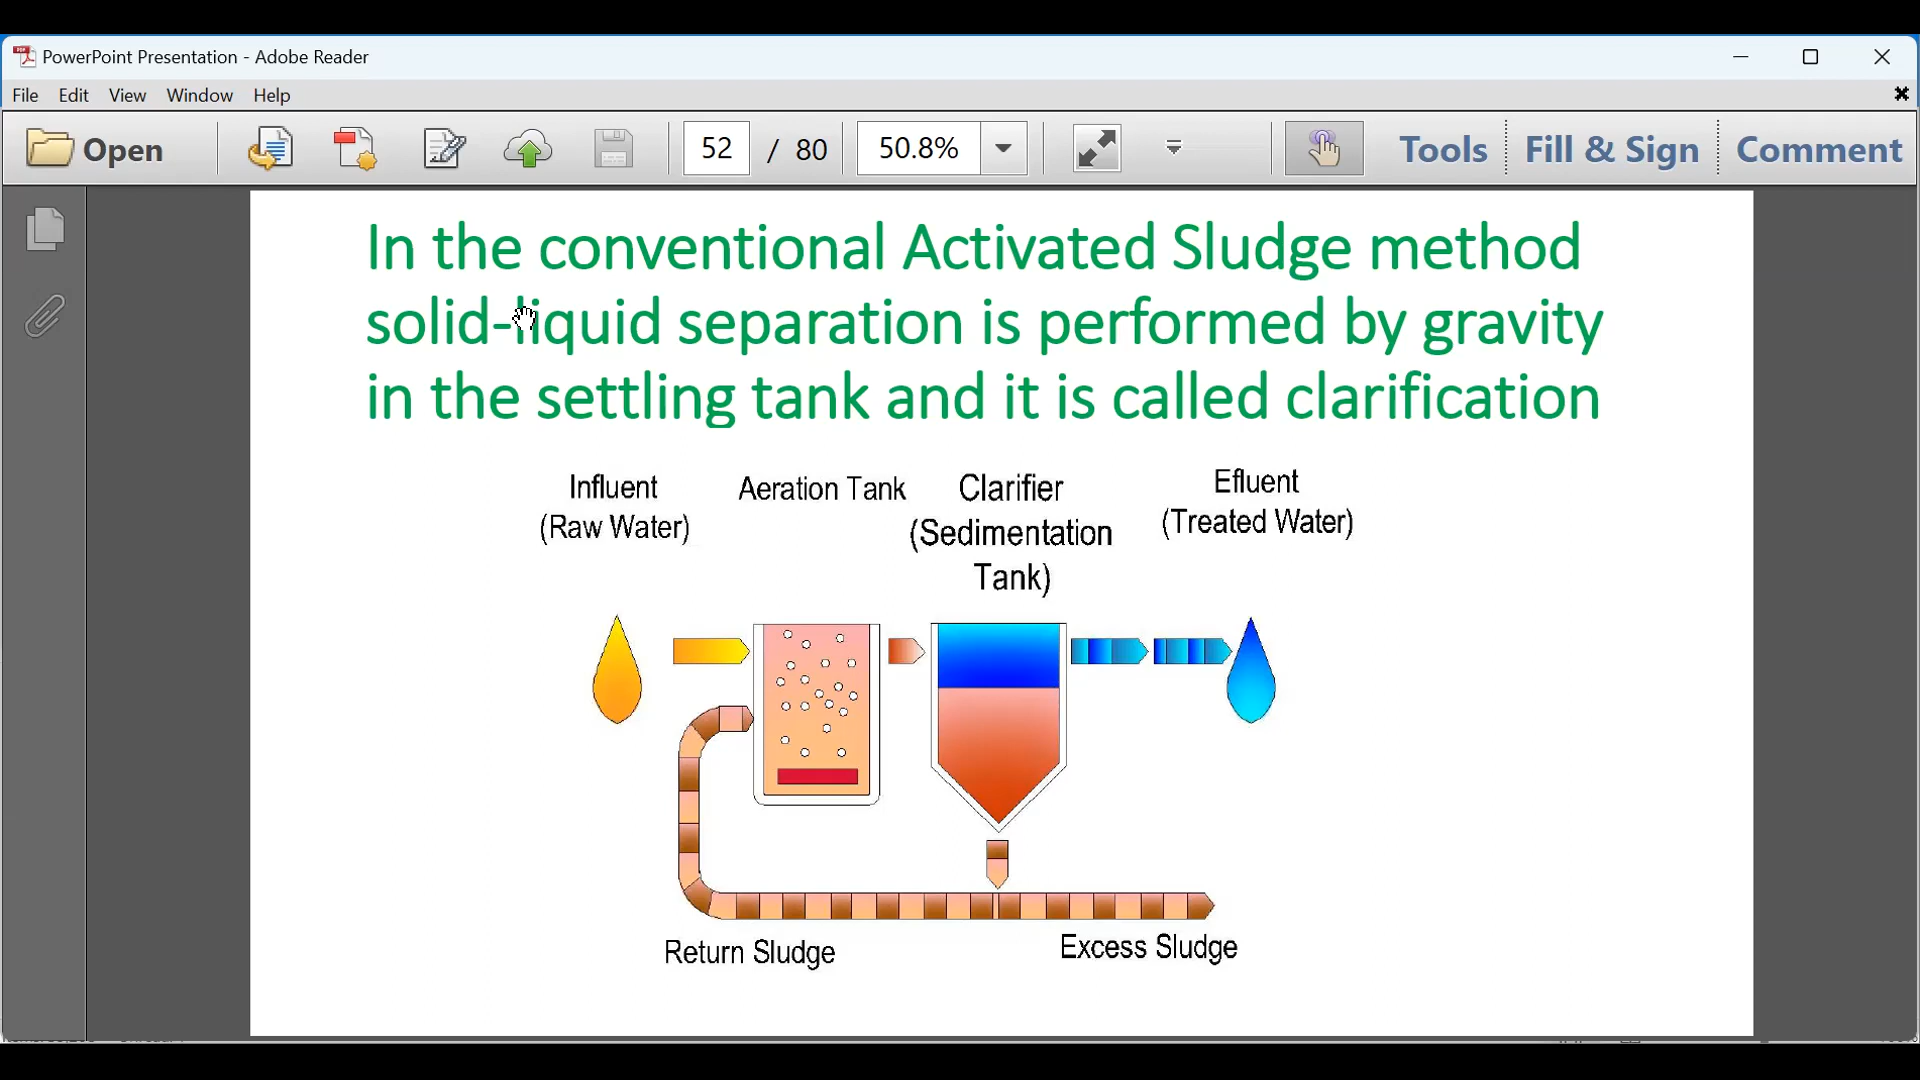 PowerPoint Presentation - Adobe Reader
File Edit View Window Help
Open 52 / 80 50.8% Tools Fill & Sign Comment
In the conventional Activated Sludge method
solid-liquid separation is performed by gravity
in the settling tank and it is called clarification
Influent
(Raw Water)
Aeration Tank
Clarifier
(Sedimentation
Tank)
Efluent
(Treated Water)
Return Sludge
Excess Sludge